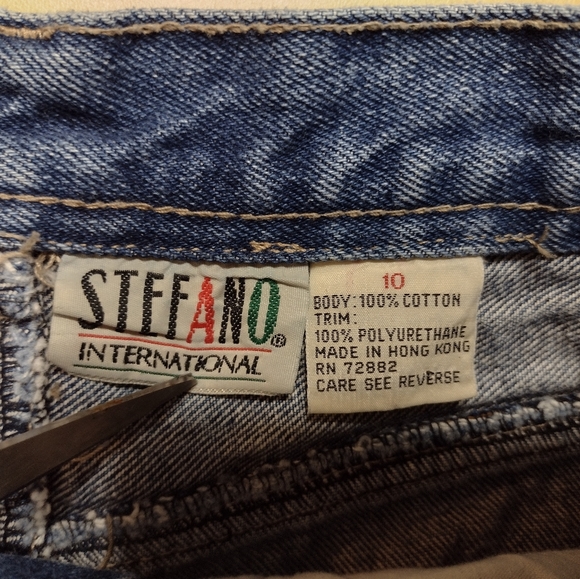 STEFANO®
INTERNATIONAL
10
BODY: 100% COTTON
TRIM:
100% POLYURETHANE
MADE IN HONG KONG
RN 72882
CARE SEE REVERSE